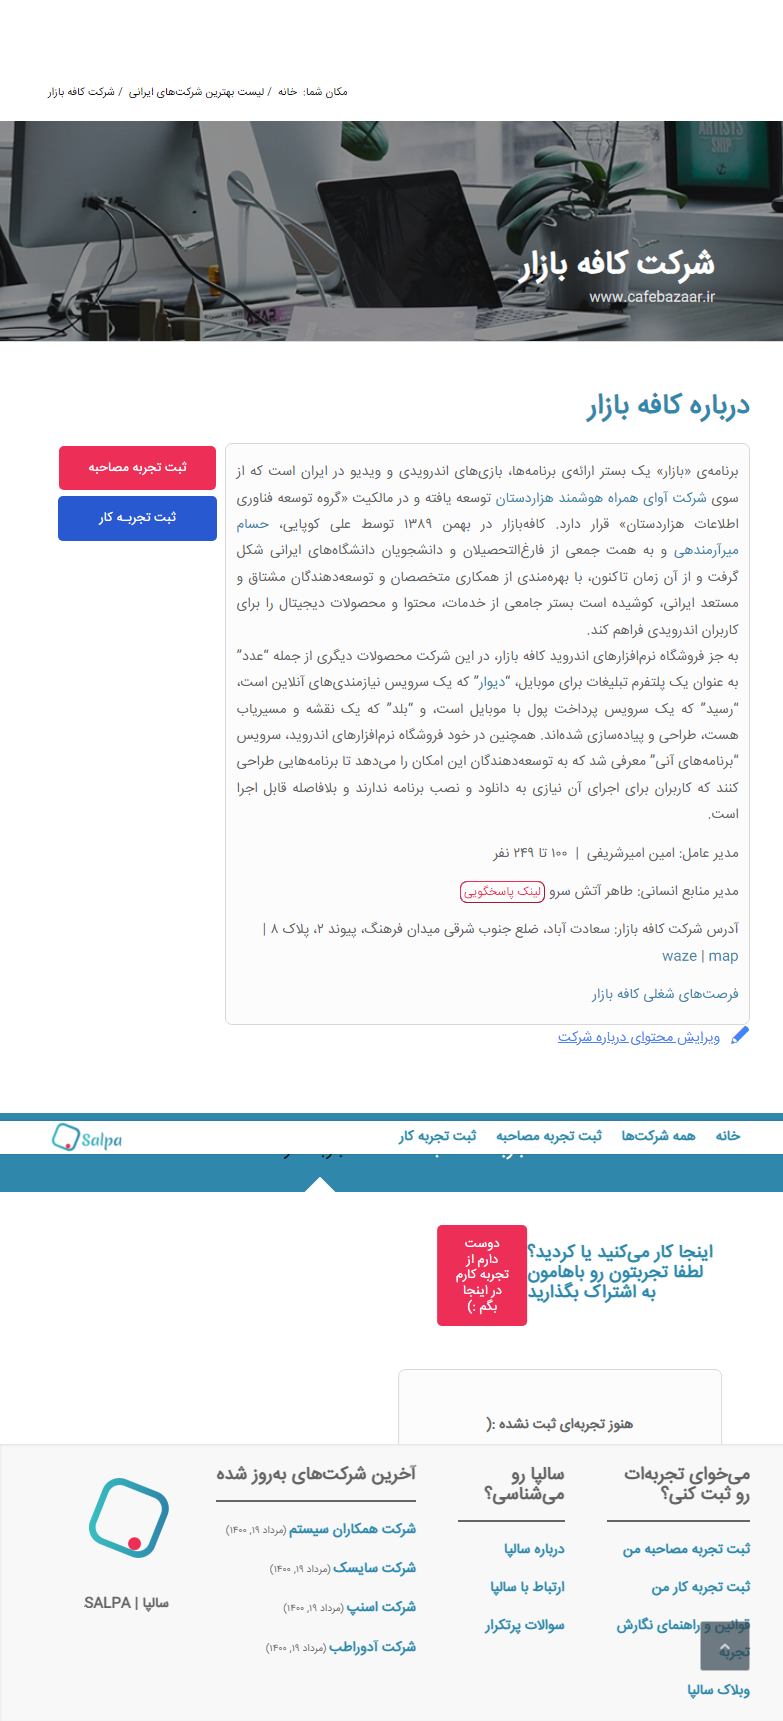 مکان شما: خانه / لیست بهترین شرکت‌های ایرانی / شرکت کافه بازار
ARTISTS
SHIP
شرکت کافه بازار
www.cafebazaar.ir
درباره کافه بازار
ثبت تجربه مصاحبه
ثبت تجربـه کار
برنامه‌ی «بازار» یک بستر ارائه‌ی برنامه‌ها، بازی‌های اندرویدی و ویدیو در ایران است که از
سوی شرکت آوای همراه هوشمند هزاردستان توسعه یافته و در مالکیت «گروه توسعه فناوری
اطلاعات هزاردستان» قرار دارد. کافه‌بازار در بهمن ۱۳۸۹ توسط علی کوپایی، حسام
میرآرمندهی و به همت جمعی از فارغ‌التحصیلان و دانشجویان دانشگاه‌های ایرانی شکل
گرفت و از آن زمان تاکنون، با بهره‌مندی از همکاری متخصصان و توسعه‌دهندگان مشتاق و
مستعد ایرانی، کوشیده است بستر جامعی از خدمات، محتوا و محصولات دیجیتال را برای
کاربران اندرویدی فراهم کند.
به جز فروشگاه نرم‌افزارهای اندروید کافه بازار، در این شرکت محصولات دیگری از جمله “عدد”
به عنوان یک پلتفرم تبلیغات برای موبایل، “دیوار” که یک سرویس نیازمندی‌های آنلاین است،
“رسید” که یک سرویس پرداخت پول با موبایل است، و “بلد” که یک نقشه و مسیریاب
هست، طراحی و پیاده‌سازی شده‌اند. همچنین در خود فروشگاه نرم‌افزارهای اندروید، سرویس
“برنامه‌های آنی” معرفی شد که به توسعه‌دهندگان این امکان را می‌دهد تا برنامه‌هایی طراحی
کنند که کاربران برای اجرای آن نیازی به دانلود و نصب برنامه ندارند و بلافاصله قابل اجرا
است.
مدیر عامل: امین امیرشریفی | ۱۰۰ تا ۲۴۹ نفر
مدیر منابع انسانی: طاهر آتش سرو لینک پاسخگویی
آدرس شرکت کافه بازار: سعادت آباد، ضلع جنوب شرقی میدان فرهنگ، پیوند ۲، پلاک ۸ |
waze | map
فرصت‌های شغلی کافه بازار
ویرایش محتوای درباره شرکت
خانه همه شرکت‌ها ثبت تجربه مصاحبه ثبت تجربه کار
Salpa
اینجا کار می‌کنید یا کردید؟
لطفا تجربتون رو باهامون
به اشتراک بگذارید
دوست
دارم از
تجربه کارم
در اینجا
بگم :)
هنوز تجربه‌ای ثبت نشده :(
می‌خوای تجربه‌ات
رو ثبت کنی؟
ثبت تجربه مصاحبه من
ثبت تجربه کار من
قوانین و راهنمای نگارش
تجربه
وبلاگ سالپا
سالپا رو
می‌شناسی؟
درباره سالپا
ارتباط با سالپا
سوالات پرتکرار
آخرین شرکت‌های به‌روز شده
شرکت همکاران سیستم (مرداد ۱۹, ۱۴۰۰)
شرکت سایسک (مرداد ۱۹, ۱۴۰۰)
شرکت اسنپ (مرداد ۱۹, ۱۴۰۰)
شرکت آدوراطب (مرداد ۱۹, ۱۴۰۰)
سالپا | SALPA